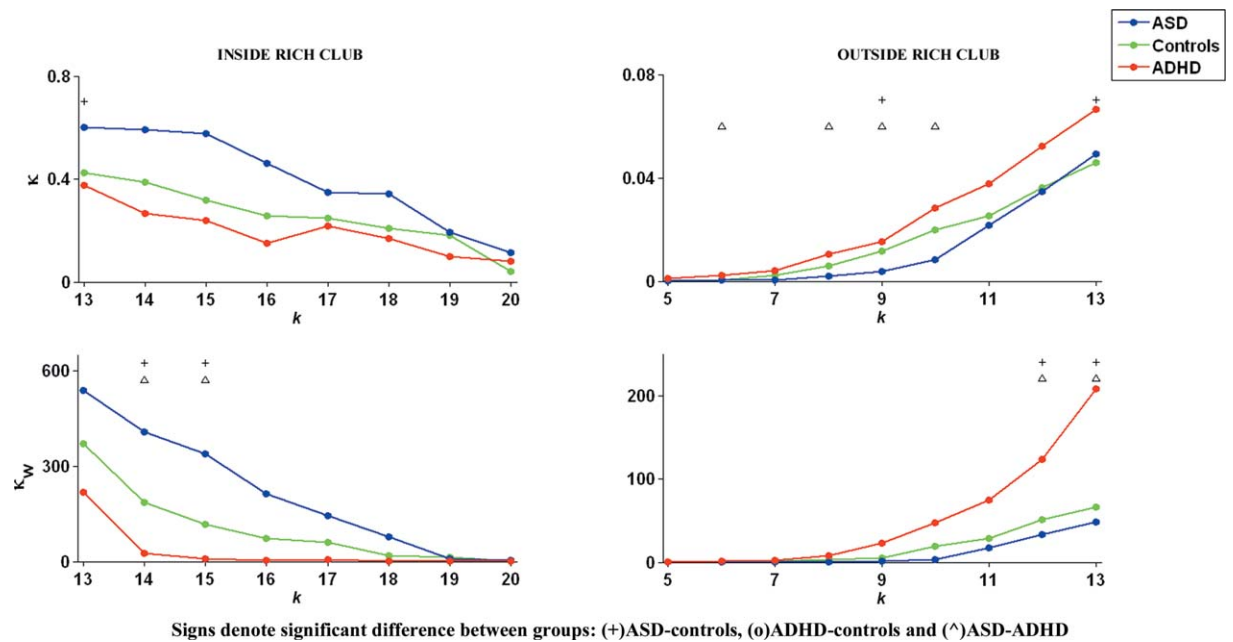 ASD
Controls
ADHD
INSIDE RICH CLUB
0.8
0.4
0
κ
13 14 15 16 17 18 19 20
k
OUTSIDE RICH CLUB
0.08
0.04
0
5 7 9 11 13
k
600
300
0
κW
13 14 15 16 17 18 19 20
k
200
100
0
5 7 9 11 13
k
Signs denote significant difference between groups: (+)ASD-controls, (o)ADHD-controls and (^)ASD-ADHD